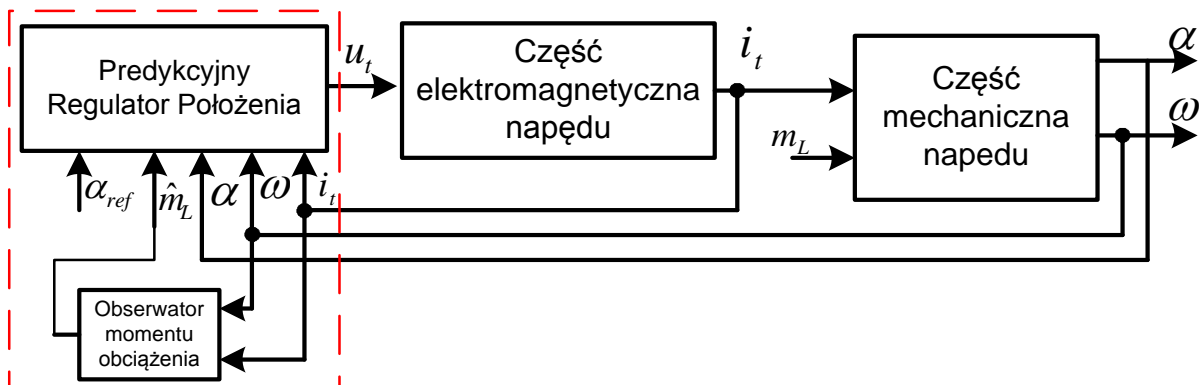 Predykcyjny
Regulator Położenia
u_t
Część
elektromagnetyczna
napędu
i_t
m_L
Część
mechaniczna
napedu
α
ω
α_ref
m̂_L
α
ω
i_t
Obserwator
momentu
obciążenia